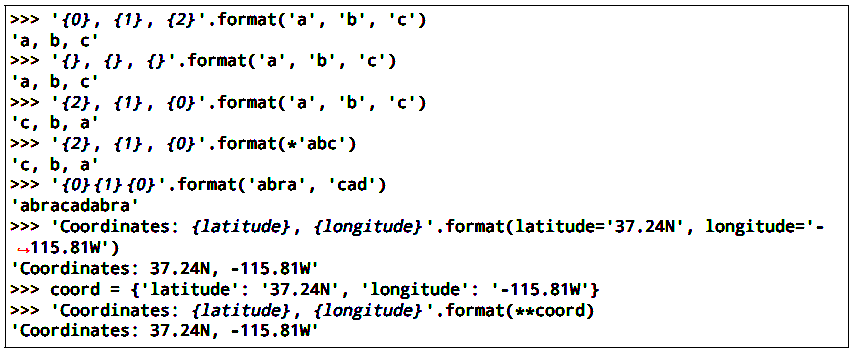 >>> '{0}, {1}, {2}'.format('a', 'b', 'c')
'a, b, c'
>>> '{}, {}, {}'.format('a', 'b', 'c')
'a, b, c'
>>> '{2}, {1}, {0}'.format('a', 'b', 'c')
'c, b, a'
>>> '{2}, {1}, {0}'.format(*'abc')
'c, b, a'
>>> '{0}{1}{0}'.format('abra', 'cad')
'abracadabra'
>>> 'Coordinates: {latitude}, {longitude}'.format(latitude='37.24N', longitude='-
↪115.81W')
'Coordinates: 37.24N, -115.81W'
>>> coord = {'latitude': '37.24N', 'longitude': '-115.81W'}
>>> 'Coordinates: {latitude}, {longitude}'.format(**coord)
'Coordinates: 37.24N, -115.81W'